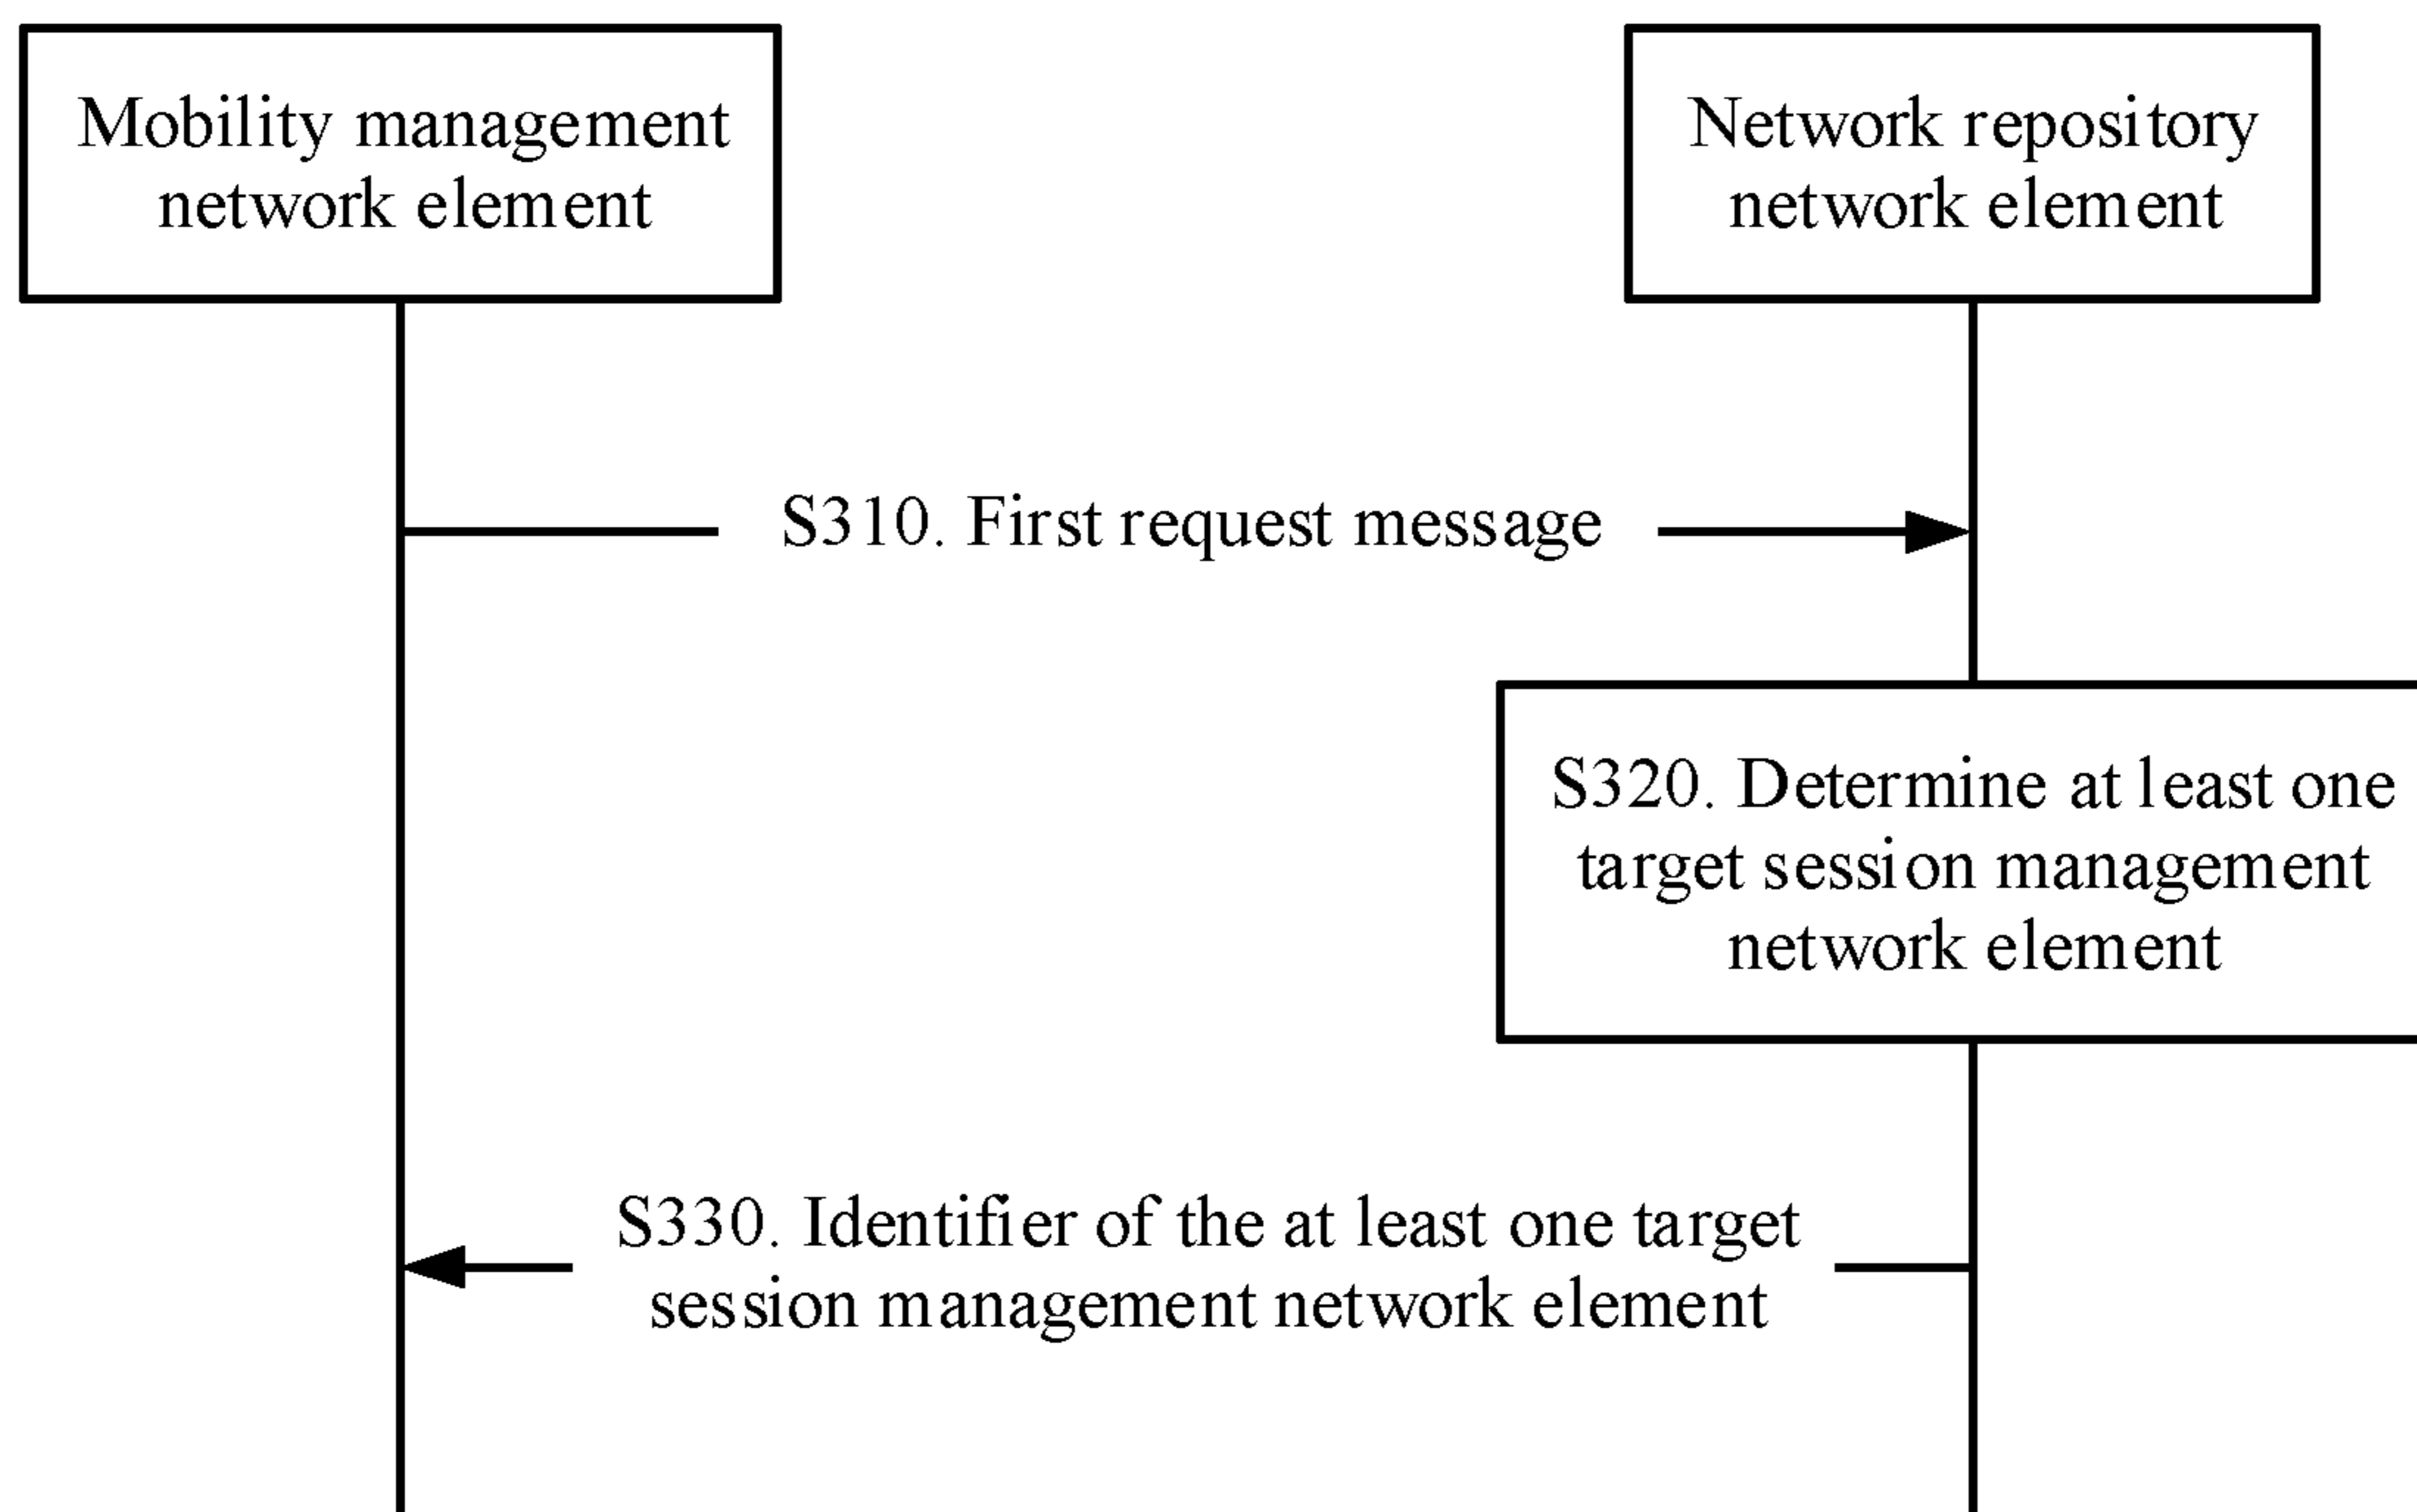 Mobility management
network element
Network repository
network element
S310. First request message
S320. Determine at least one
target session management
network element
S330. Identifier of the at least one target
session management network element